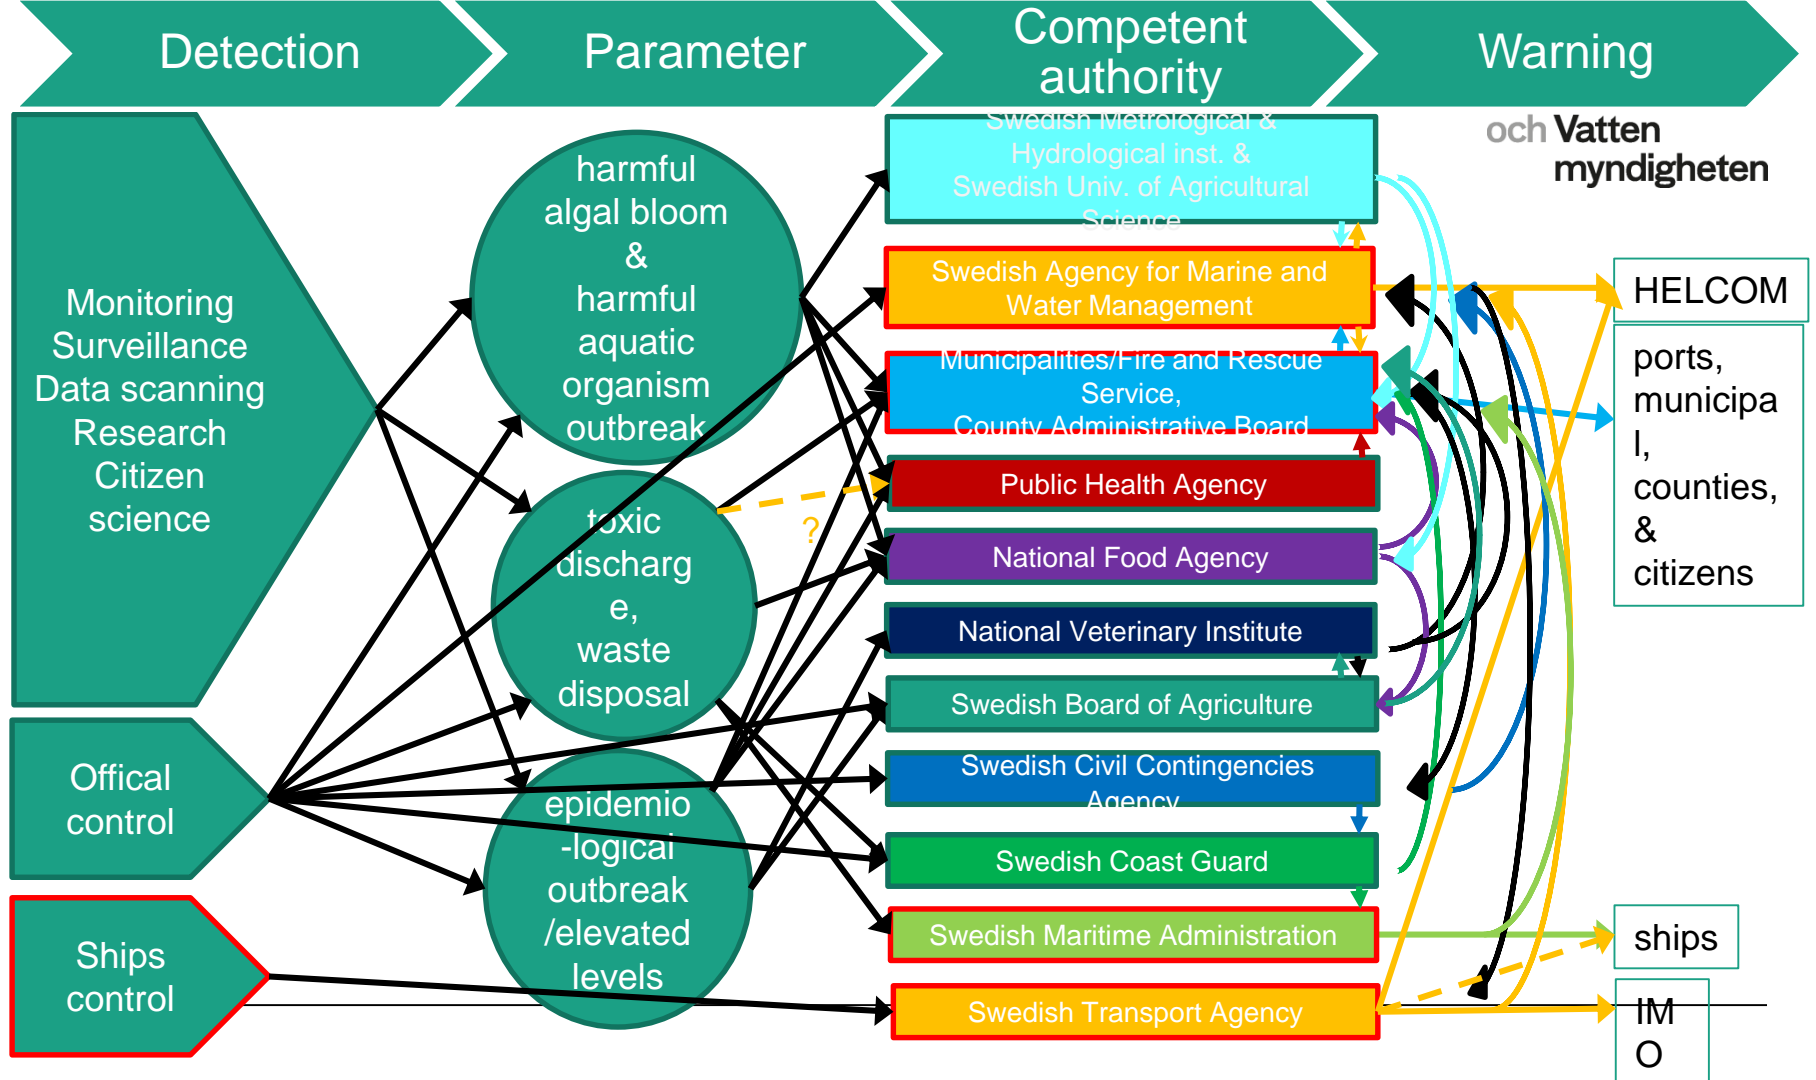 Detection
Parameter
Competent
authority
Warning
och Vatten
myndigheten
Monitoring
Surveillance
Data scanning
Research
Citizen
science
Offical
control
Ships
control
harmful
algal bloom
&
harmful
aquatic
organism
outbreak
toxic
discharg
e,
waste
disposal
epidemio
-logical
outbreak
/elevated
levels
?
Swedish Metrological &
Hydrological inst. &
Swedish Univ. of Agricultural
Science
Swedish Agency for Marine and
Water Management
Municipalities/Fire and Rescue
Service,
County Administrative Board
Public Health Agency
National Food Agency
National Veterinary Institute
Swedish Board of Agriculture
Swedish Civil Contingencies
Agency
Swedish Coast Guard
Swedish Maritime Administration
Swedish Transport Agency
HELCOM
ports,
municipa
l,
counties,
&
citizens
ships
IM
O